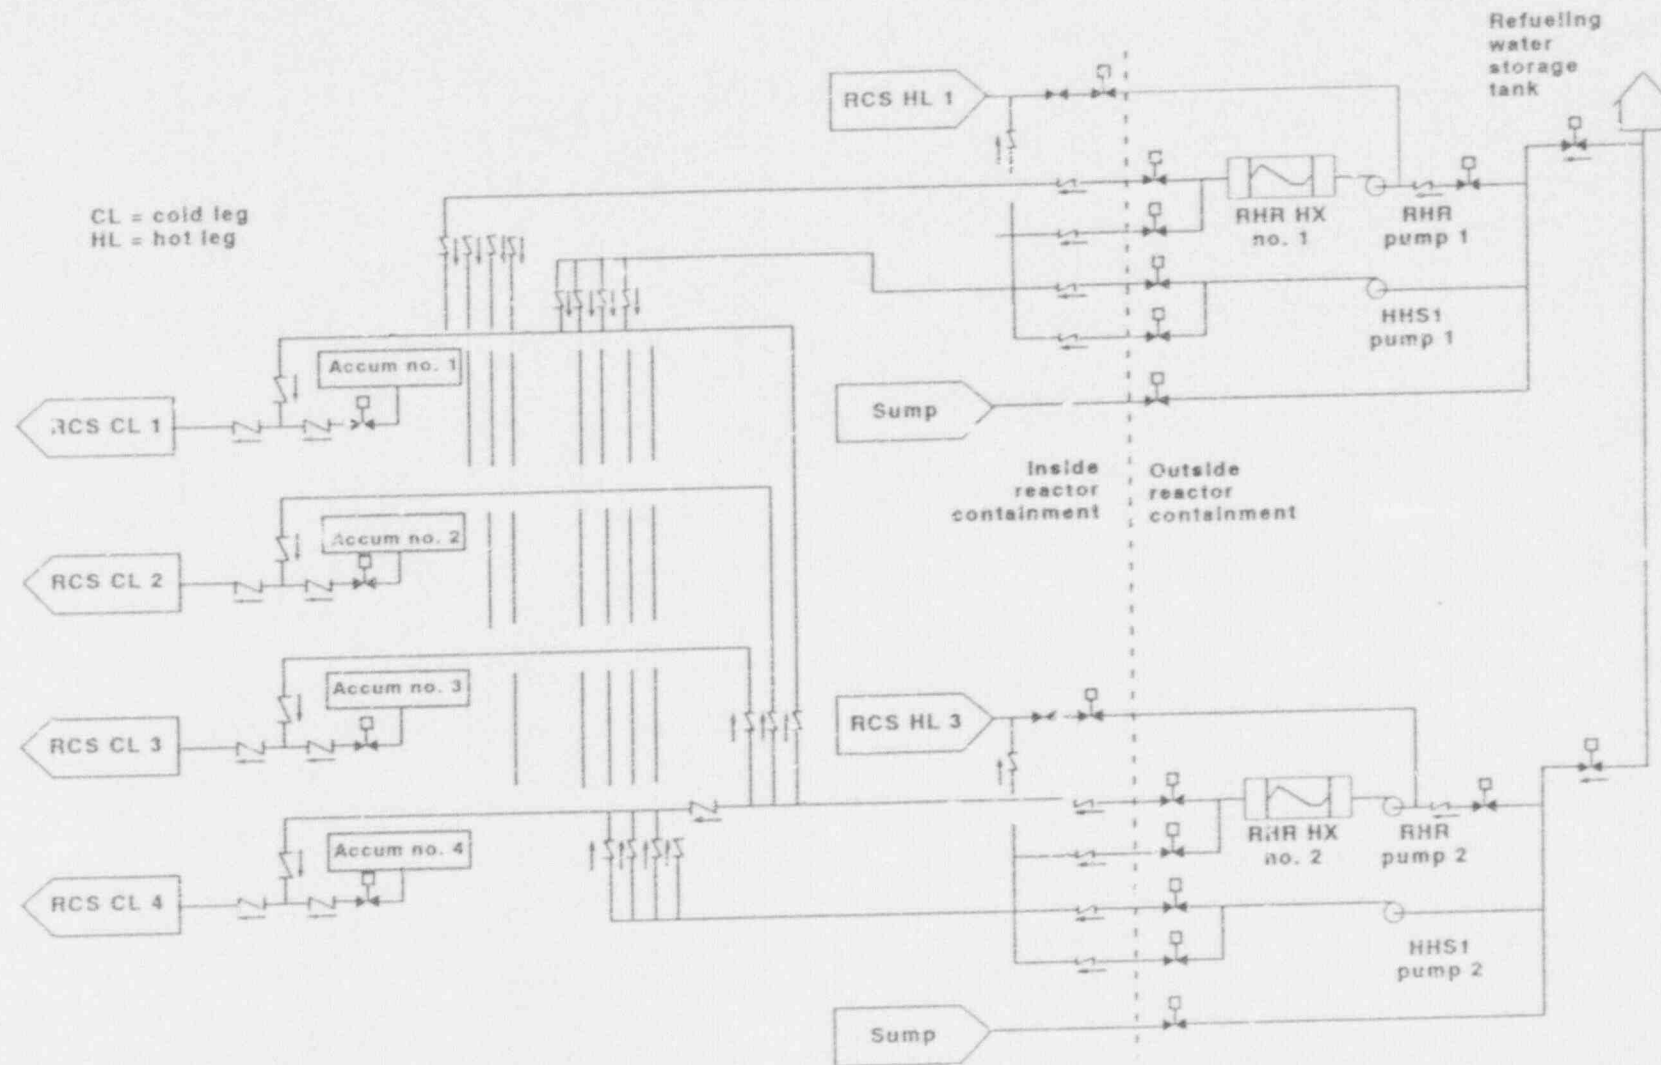 Refueling
water
storage
tank
RCS HL 1
CL = cold leg
HL = hot leg
RHR HX
no. 1
RHR
pump 1
HHS1
pump 1
Accum no. 1
RCS CL 1
Sump
Inside
reactor
containment
Outside
reactor
containment
Accum no. 2
RCS CL 2
Accum no. 3
RCS CL 3
RCS HL 3
RHR HX
no. 2
RHR
pump 2
Accum no. 4
RCS CL 4
HHS1
pump 2
Sump